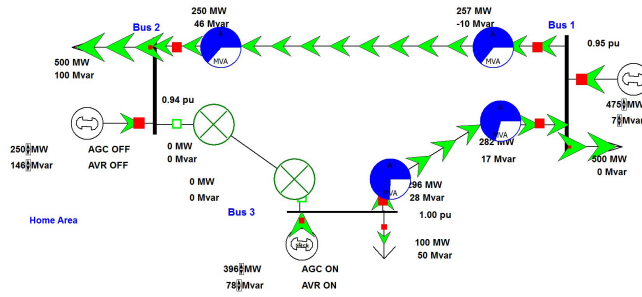 Bus 2
250 MW
46 Mvar
257 MW
-10 Mvar
Bus 1
0.95 pu
MVA
MVA
500 MW
100 Mvar
0.94 pu
475 MW
7 Mvar
250 MW
AGC OFF
146 Mvar
AVR OFF
0 MW
0 Mvar
282 MW
17 Mvar
500 MW
0 Mvar
0 MW
0 Mvar
MVA
296 MW
28 Mvar
Home Area
Bus 3
1.00 pu
slack
100 MW
50 Mvar
396 MW
AGC ON
78 Mvar
AVR ON